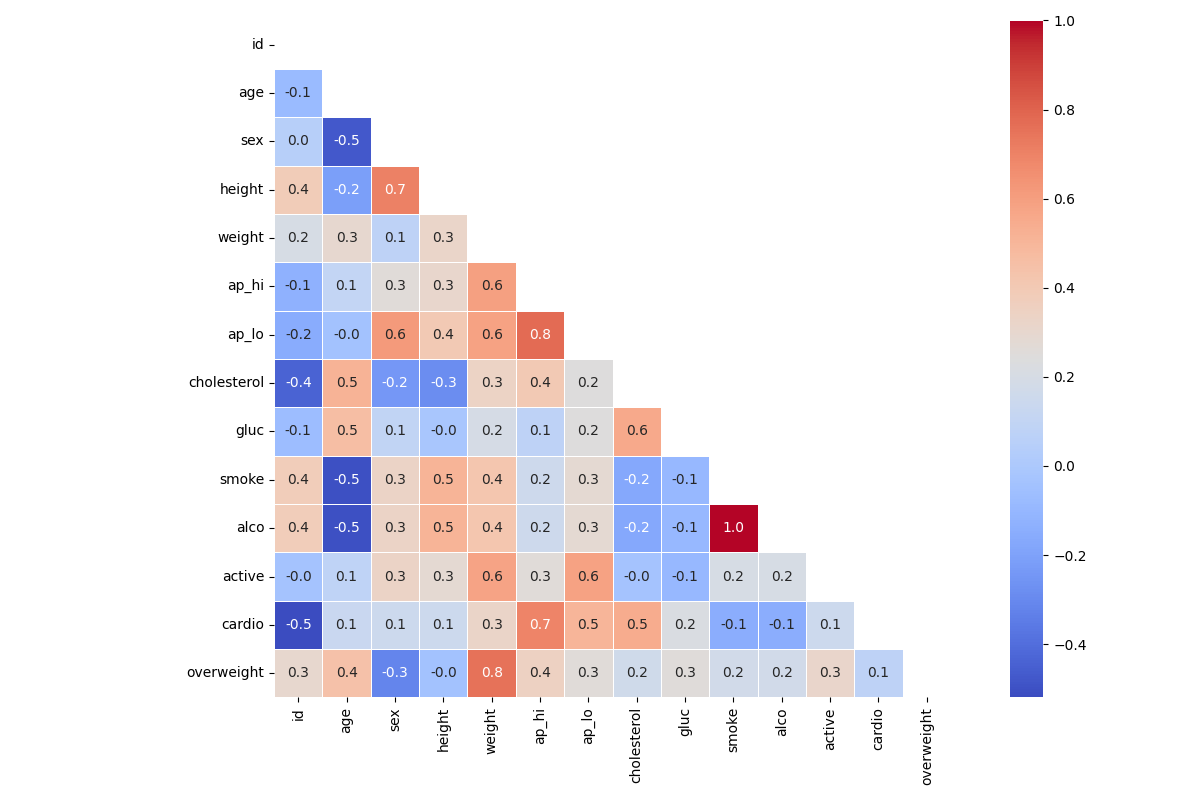 1.0
id
age -0.1
0.8
sex 0.0 -0.5
height 0.4 -0.2 0.7
0.6
weight 0.2 0.3 0.1 0.3
ap_hi -0.1 0.1 0.3 0.3 0.6
0.4
ap_lo -0.2 -0.0 0.6 0.4 0.6 0.8
cholesterol -0.4 0.5 -0.2 -0.3 0.3 0.4 0.2
0.2
gluc -0.1 0.5 0.1 -0.0 0.2 0.1 0.2 0.6
0.0
smoke 0.4 -0.5 0.3 0.5 0.4 0.2 0.3 -0.2 -0.1
alco 0.4 -0.5 0.3 0.5 0.4 0.2 0.3 -0.2 -0.1 1.0
−0.2
active -0.0 0.1 0.3 0.3 0.6 0.3 0.6 -0.0 -0.1 0.2 0.2
cardio -0.5 0.1 0.1 0.1 0.3 0.7 0.5 0.5 0.2 -0.1 -0.1 0.1
−0.4
overweight 0.3 0.4 -0.3 -0.0 0.8 0.4 0.3 0.2 0.3 0.2 0.2 0.3 0.1
id age sex height weight ap_hi ap_lo cholesterol gluc smoke alco active cardio overweight